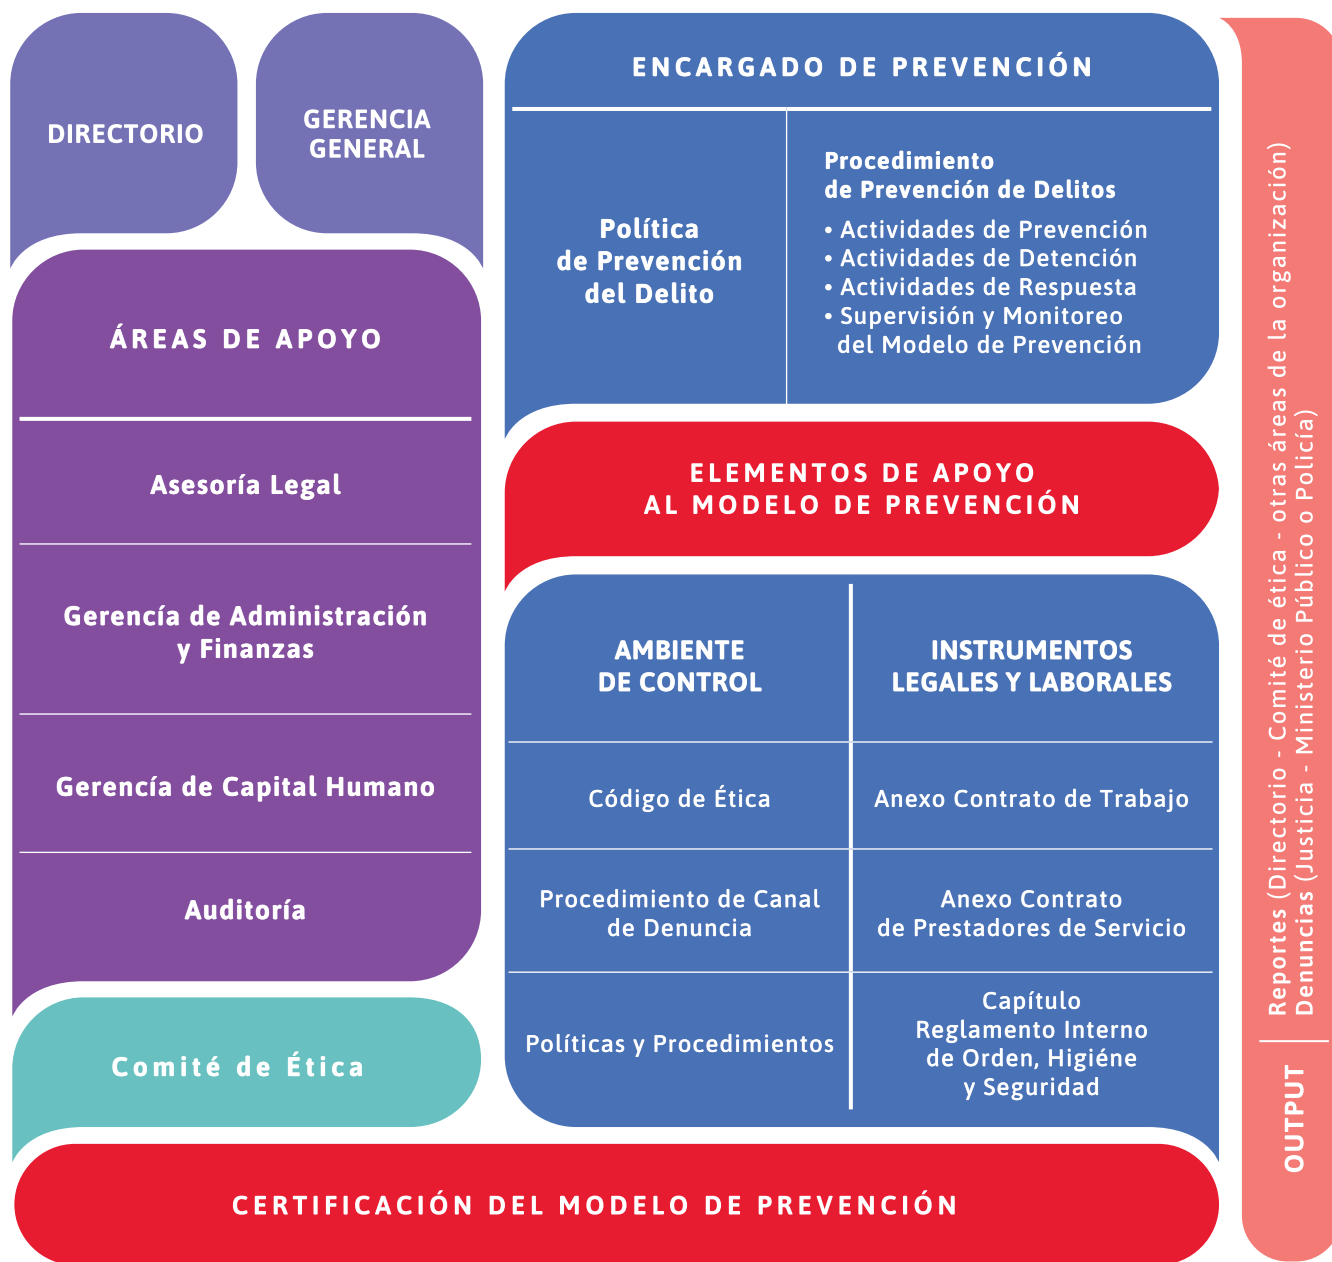 DIRECTORIO
GERENCIA
GENERAL
ÁREAS DE APOYO
Asesoría Legal
Gerencía de Administración
y Finanzas
Gerencía de Capital Humano
Auditoría
Comité de Ética
ENCARGADO DE PREVENCIÓN
Política
de Prevención
del Delito
Procedimiento
de Prevención de Delitos
• Actividades de Prevención
• Actividades de Detención
• Actividades de Respuesta
• Supervisión y Monitoreo
del Modelo de Prevención
ELEMENTOS DE APOYO
AL MODELO DE PREVENCIÓN
AMBIENTE
DE CONTROL
INSTRUMENTOS
LEGALES Y LABORALES
Código de Ética
Anexo Contrato de Trabajo
Procedimiento de Canal
de Denuncia
Anexo Contrato
de Prestadores de Servicio
Políticas y Procedimientos
Capítulo
Reglamento Interno
de Orden, Higiéne
y Seguridad
CERTIFICACIÓN DEL MODELO DE PREVENCIÓN
OUTPUT
Reportes (Directorio - Comité de ética - otras áreas de la organización)
Denuncias (Justicia - Ministerio Público o Policía)